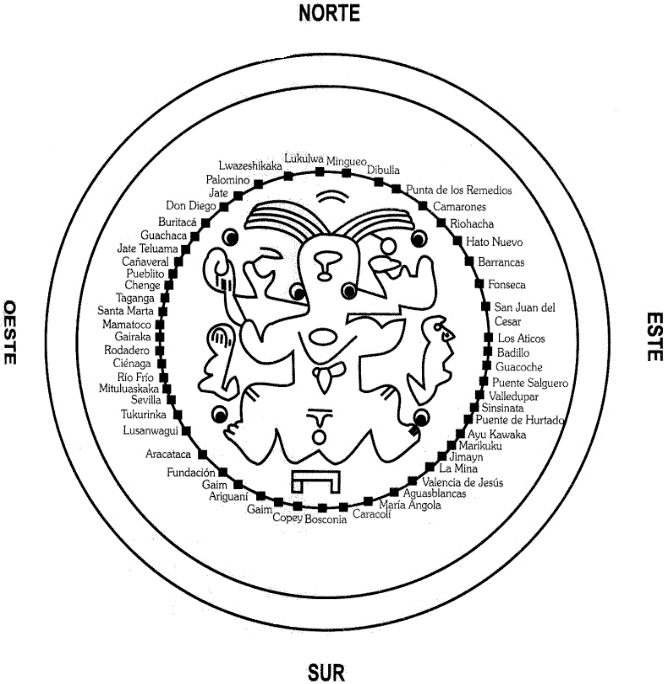 NORTE
Lukulwa
Mingueo
Lwazeshikaka
Dibulla
Palomino
Punta de los Remedios
Jate
Camarones
Don Diego
Riohacha
Buritacá
Hato Nuevo
Guachaca
Jate Teluama
Barrancas
Cañaveral
Pueblito
Fonseca
Chenge
Taganga
San Juan del
Cesar
Santa Marta
Mamatoco
Los Aticos
Gairaka
Badillo
Rodadero
Guacoche
Ciénaga
Puente Salguero
Río Frío
Mituluaskaka
Valledupar
Sevilla
Sinsinata
Tukurinka
Puente de Hurtado
Lusanwagui
Ayu Kawaka
Marikuku
Aracataca
Jimayn
La Mina
Fundación
Valencia de Jesús
Gaim
Aguasblancas
Ariguaní
María Angola
Gaim
Caracolí
Copey
Bosconia
OESTE
ESTE
SUR